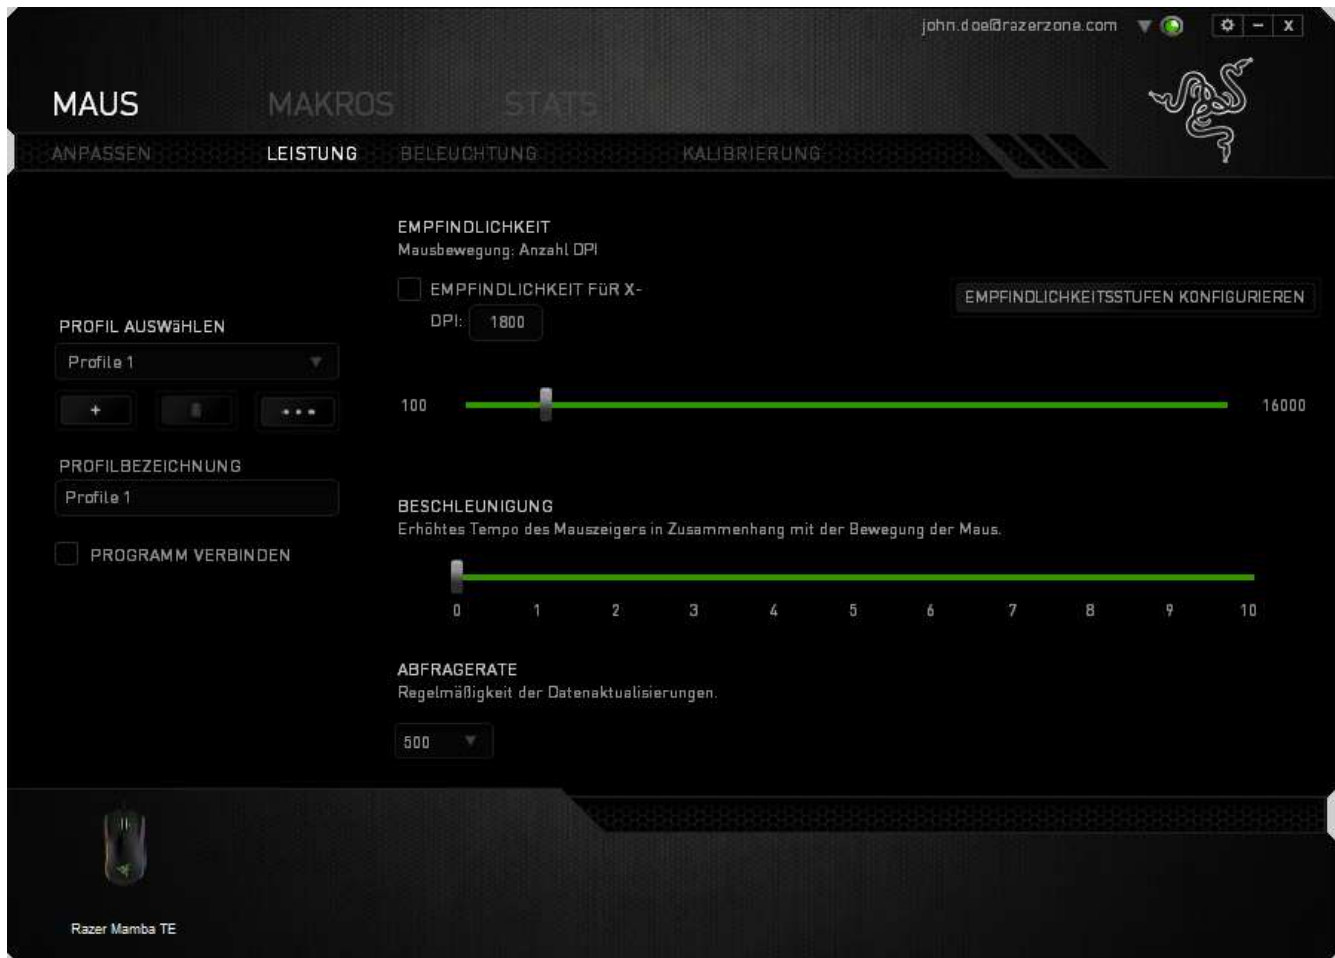 john.doe@razerzone.com
MAUS MAKROS STATS
ANPASSEN LEISTUNG BELEUCHTUNG KALIBRIERUNG
EMPFINDLICHKEIT
Mausbewegung: Anzahl DPI
EMPFINDLICHKEIT FüR X-
DPI: 1800
EMPFINDLICHKEITSSTUFEN KONFIGURIEREN
PROFIL AUSWäHLEN
Profile 1
100 16000
PROFILBEZEICHNUNG
Profile 1
PROGRAMM VERBINDEN
BESCHLEUNIGUNG
Erhöhtes Tempo des Mauszeigers in Zusammenhang mit der Bewegung der Maus.
0 1 2 3 4 5 6 7 8 9 10
ABFRAGERATE
Regelmäßigkeit der Datenaktualisierungen.
500
Razer Mamba TE